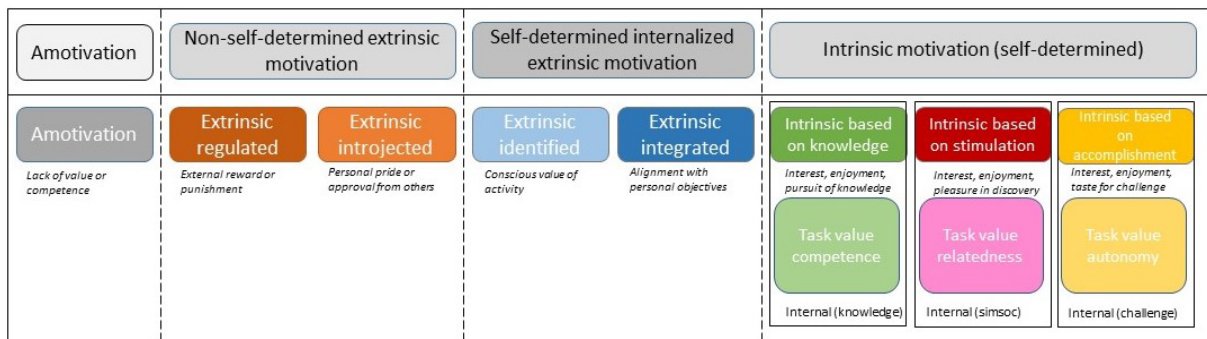 Amotivation
Non-self-determined extrinsic
motivation
Self-determined internalized
extrinsic motivation
Intrinsic motivation (self-determined)
Amotivation
Lack of value or
competence
Extrinsic
regulated
External reward or
punishment
Extrinsic
introjected
Personal pride or
approval from others
Extrinsic
identified
Conscious value of
activity
Extrinsic
integrated
Alignment with
personal objectives
Intrinsic based
on knowledge
Interest, enjoyment,
pursuit of knowledge
Task value
competence
Internal (knowledge)
Intrinsic based
on stimulation
Interest, enjoyment,
pleasure in discovery
Task value
relatedness
Internal (simsoc)
Intrinsic based
on
accomplishment
Interest, enjoyment,
taste for challenge
Task value
autonomy
Internal (challenge)